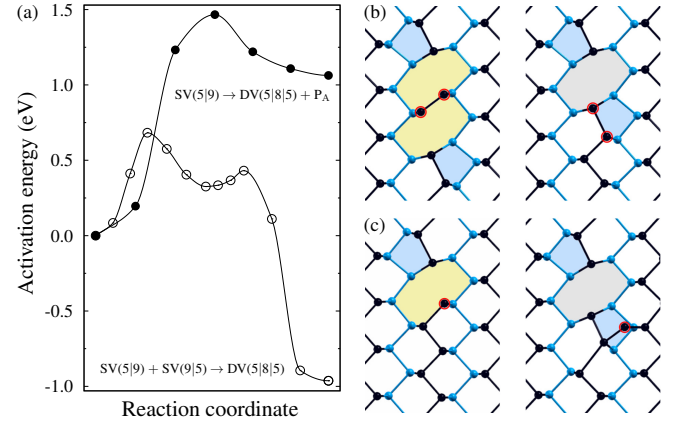 (a)
1.5
1.0
0.5
0.0
-0.5
-1.0
Activation energy (eV)
SV(5|9) → DV(5|8|5) + P_A
SV(5|9) + SV(9|5) → DV(5|8|5)
Reaction coordinate
(b)
(c)